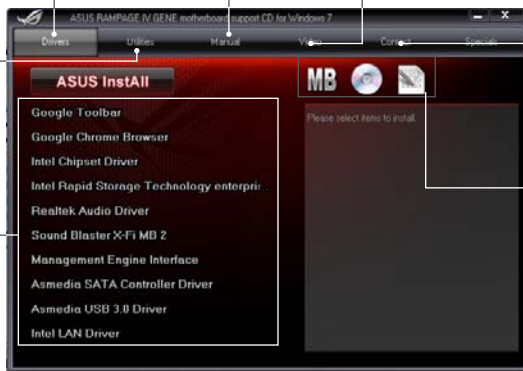 ASUS RAMPAGE IV GENE motherboard support CD for Windows 7
Drivers Utilities Manual Video Contact Specials
ASUS InstAll
MB
Google Toolbar
Please select items to install.
Google Chrome Browser
Intel Chipset Driver
Intel Rapid Storage Technology enterpri...
Realtek Audio Driver
Sound Blaster X-Fi MB 2
Management Engine Interface
Asmedia SATA Controller Driver
Asmedia USB 3.0 Driver
Intel LAN Driver